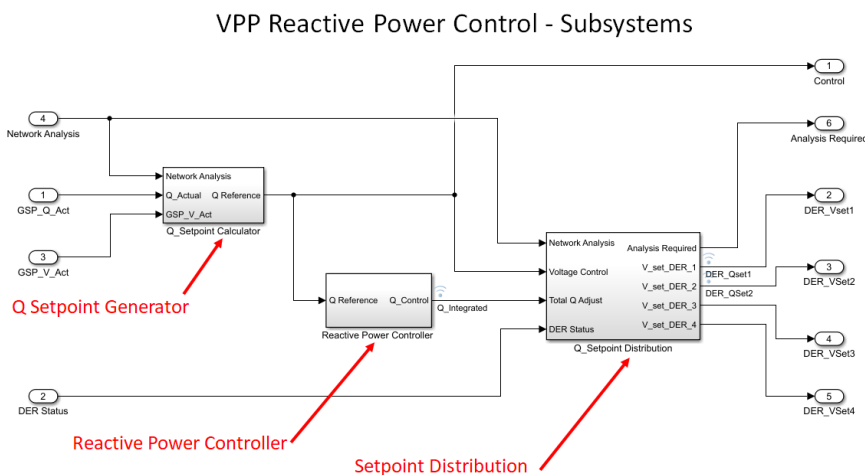 VPP Reactive Power Control - Subsystems
1
Control
4
Network Analysis
6
Analysis Required
Network Analysis
Q_Actual
Q Reference
GSP_V_Act
Q_Setpoint Calculator
1
GSP_Q_Act
2
DER_Vset1
3
GSP_V_Act
Q Setpoint Generator
Network Analysis
Analysis Required
Voltage Control
V_set_DER_1
V_set_DER_2
Total Q Adjust
V_set_DER_3
DER Status
V_set_DER_4
Q_Setpoint Distribution
DER_Qset1
DER_QSet2
3
DER_VSet2
Q Reference
Q_Control
Q_Integrated
Reactive Power Controller
4
DER_VSet3
2
DER Status
5
DER_VSet4
Reactive Power Controller
Setpoint Distribution